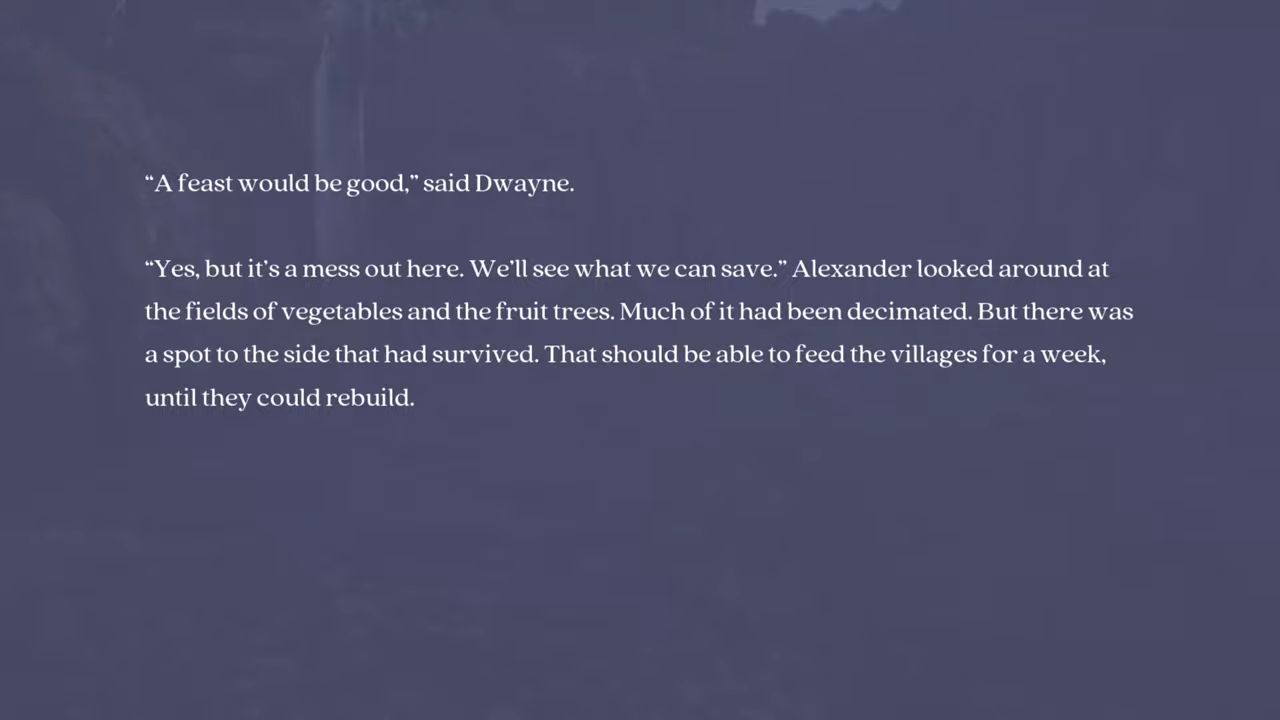 “A feast would be good,” said Dwayne.
“Yes, but it’s a mess out here. We’ll see what we can save.” Alexander looked around at
the fields of vegetables and the fruit trees. Much of it had been decimated. But there was
a spot to the side that had survived. That should be able to feed the villages for a week,
until they could rebuild.